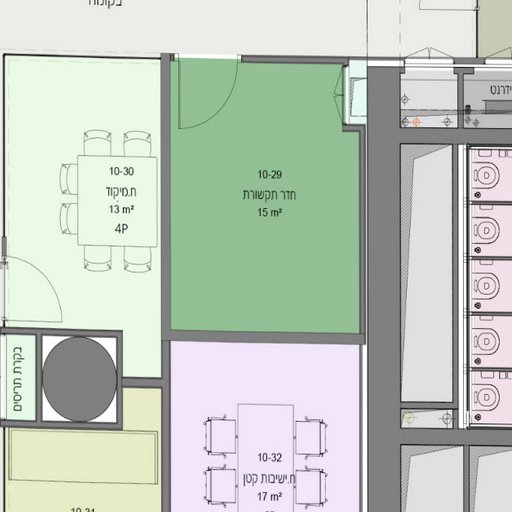 10-30
ח.מיקוד
13 m²
4P
10-29
חדר תקשורת
15 m²
בקרת תריסים
10-32
ח.ישיבות קטן
17 m²